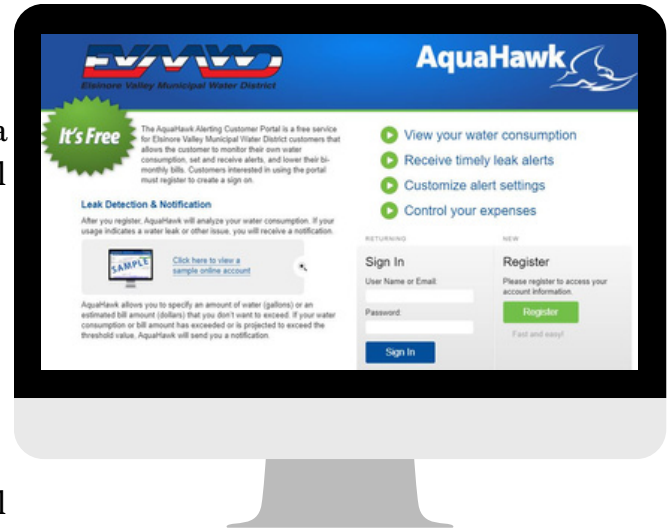 EVMWD
Elsinore Valley Municipal Water District
AquaHawk
It's Free
The AquaHawk Alerting Customer Portal is a free service
for Elsinore Valley Municipal Water District customers that
allows the customer to monitor their own water
consumption, set and receive alerts, and lower their bi-
monthly bills. Customers interested in using the portal
must register to create a sign on.
Leak Detection & Notification
After you register, AquaHawk will analyze your water consumption. If your
usage indicates a water leak or other issue, you will receive a notification.
SAMPLE
Click here to view a
sample online account
AquaHawk allows you to specify an amount of water (gallons) or an
estimated bill amount (dollars) that you don't want to exceed. If your water
consumption or bill amount has exceeded or is projected to exceed the
threshold value, AquaHawk will send you a notification.
View your water consumption
Receive timely leak alerts
Customize alert settings
Control your expenses
RETURNING
Sign In
User Name or Email:
Password:
Sign In
NEW
Register
Please register to access your
account information.
Register
Fast and easy!
a
l
l